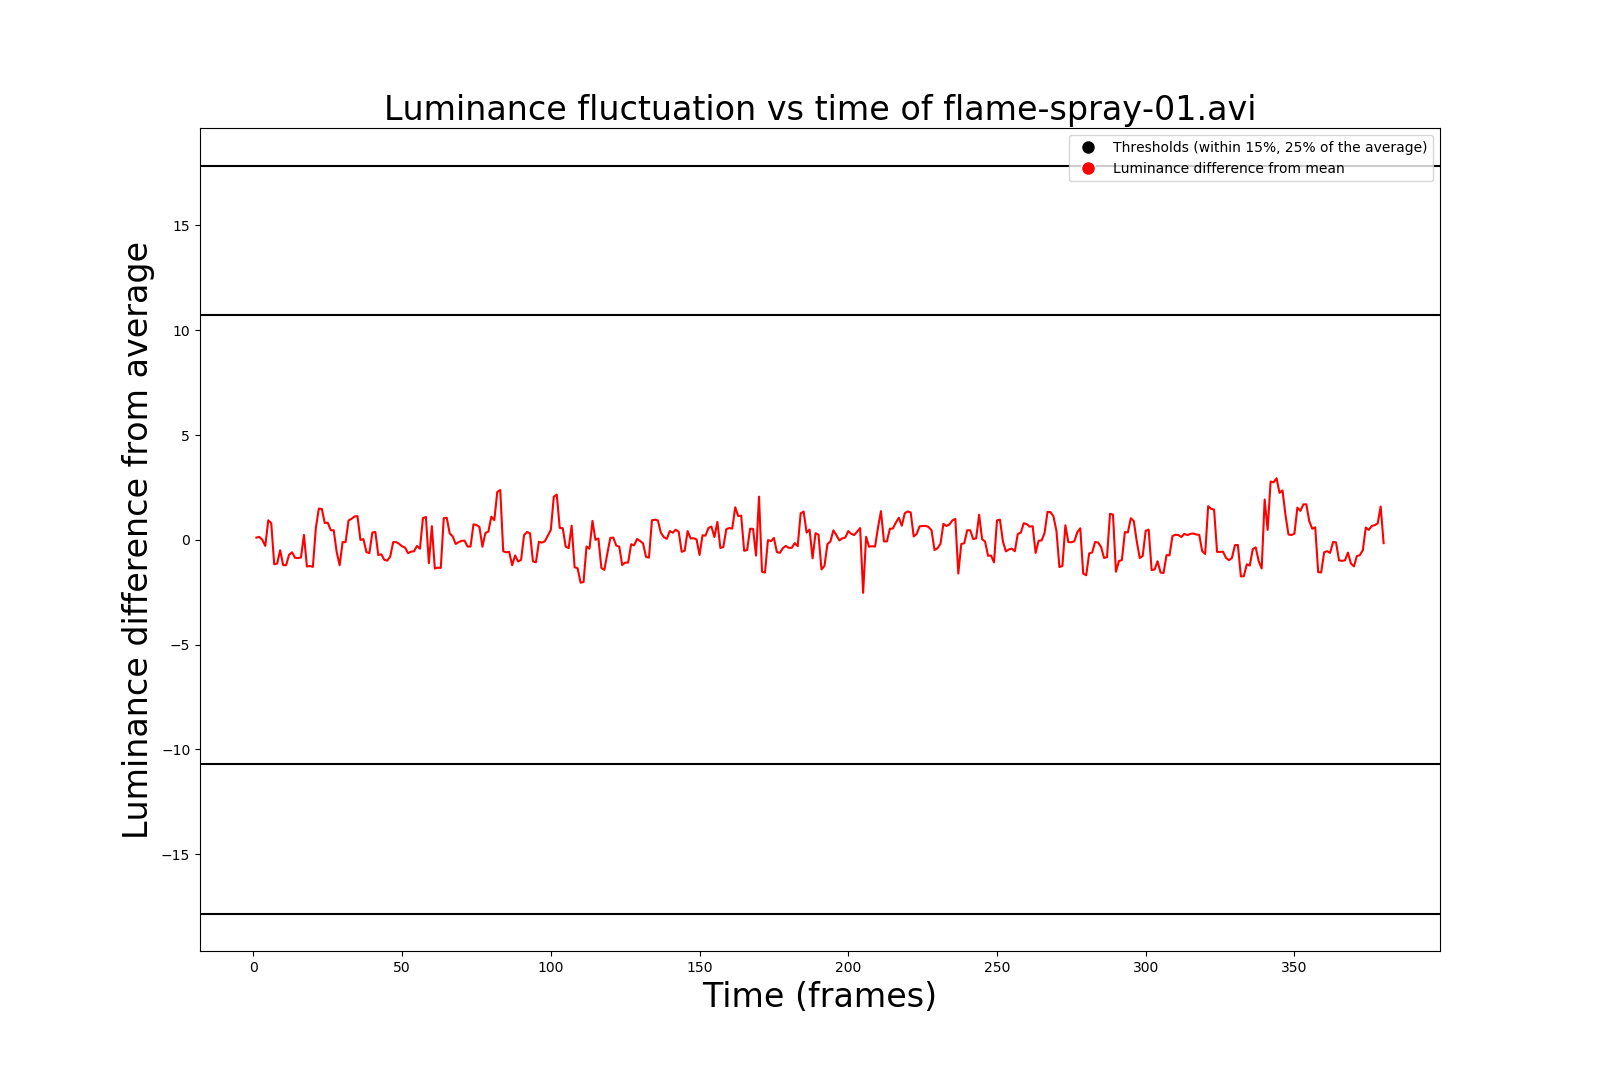 Luminance fluctuation vs time of flame-spray-01.avi
Thresholds (within 15%, 25% of the average)
Luminance difference from mean
Luminance difference from average
15
10
5
0
−5
−10
−15
0 50 100 150 200 250 300 350
Time (frames)